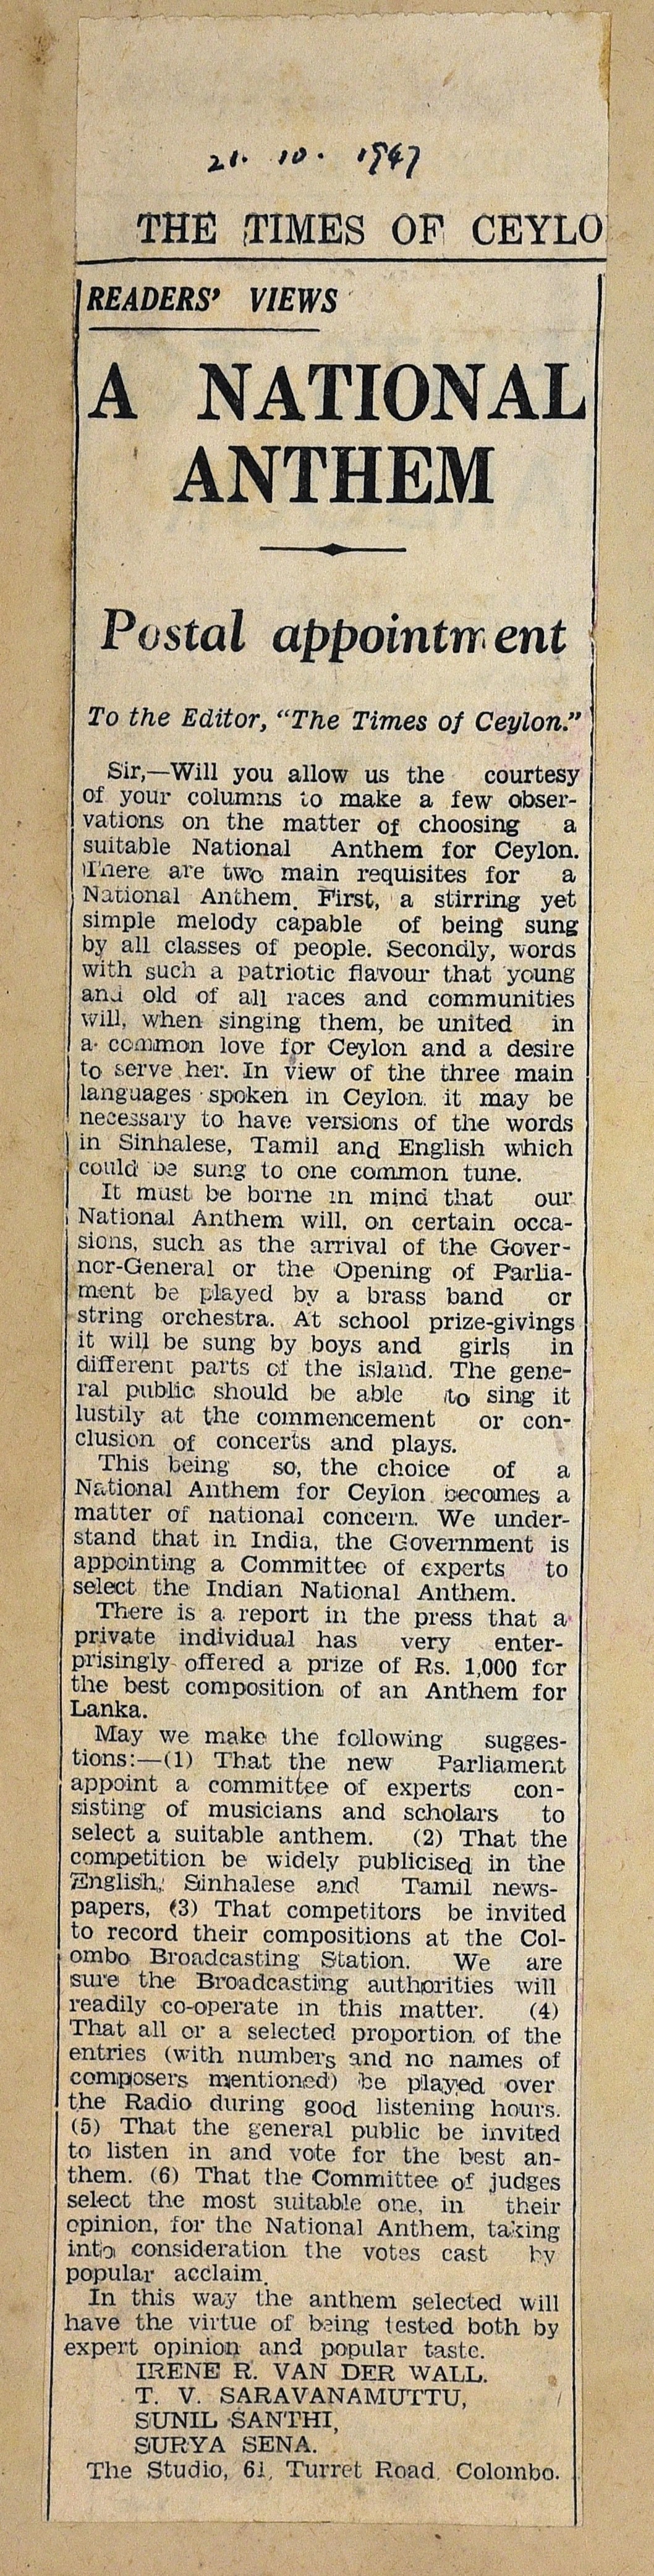 21. 10. 1947
THE TIMES OF CEYLO
READERS' VIEWS
A NATIONAL
ANTHEM
Postal appointment
To the Editor, "The Times of Ceylon."
Sir,—Will you allow us the courtesy
of your columns to make a few obser-
vations on the matter of choosing a
suitable National Anthem for Ceylon.
There are two main requisites for a
National Anthem. First, a stirring yet
simple melody capable of being sung
by all classes of people. Secondly, words
with such a patriotic flavour that young
and old of all races and communities
will, when singing them, be united in
a common love for Ceylon and a desire
to serve her. In view of the three main
languages spoken in Ceylon, it may be
necessary to have versions of the words
in Sinhalese, Tamil and English which
could be sung to one common tune.
It must be borne in mind that our
National Anthem will, on certain occa-
sions, such as the arrival of the Gover-
nor-General or the Opening of Parlia-
ment be played by a brass band or
string orchestra. At school prize-givings
it will be sung by boys and girls in
different parts of the island. The gene-
ral public should be able to sing it
lustily at the commencement or con-
clusion of concerts and plays.
This being so, the choice of a
National Anthem for Ceylon becomes a
matter of national concern. We under-
stand that in India, the Government is
appointing a Committee of experts to
select the Indian National Anthem.
There is a report in the press that a
private individual has very enter-
prisingly offered a prize of Rs. 1,000 for
the best composition of an Anthem for
Lanka.
May we make the following sugges-
tions:—(1) That the new Parliament
appoint a committee of experts con-
sisting of musicians and scholars to
select a suitable anthem. (2) That the
competition be widely publicised in the
English, Sinhalese and Tamil news-
papers, (3) That competitors be invited
to record their compositions at the Col-
ombo Broadcasting Station. We are
sure the Broadcasting authorities will
readily co-operate in this matter. (4)
That all or a selected proportion of the
entries (with numbers and no names of
composers mentioned) be played over
the Radio during good listening hours.
(5) That the general public be invited
to listen in and vote for the best an-
them. (6) That the Committee of judges
select the most suitable one, in their
opinion, for the National Anthem, taking
into consideration the votes cast by
popular acclaim.
In this way the anthem selected will
have the virtue of being tested both by
expert opinion and popular taste.
IRENE R. VAN DER WALL.
T. V. SARAVANAMUTTU,
SUNIL SANTHI,
SURYA SENA.
The Studio, 61, Turret Road, Colombo.